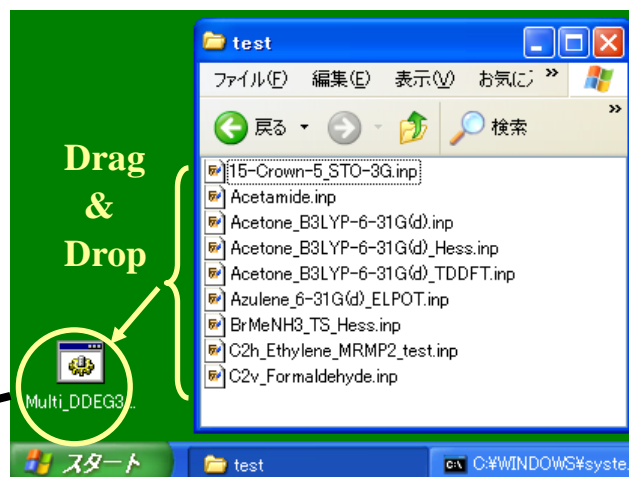 test
ファイル(F) 編集(E) 表示(V) お気に »
戻る 検索 »
Drag
&
Drop
15-Crown-5_STO-3G.inp
Acetamide.inp
Acetone_B3LYP-6-31G(d).inp
Acetone_B3LYP-6-31G(d)_Hess.inp
Acetone_B3LYP-6-31G(d)_TDDFT.inp
Azulene_6-31G(d)_ELPOT.inp
BrMeNH3_TS_Hess.inp
C2h_Ethylene_MRMP2_test.inp
C2v_Formaldehyde.inp
Multi_DDEG3...
スタート test C:¥WINDOWS¥syste.